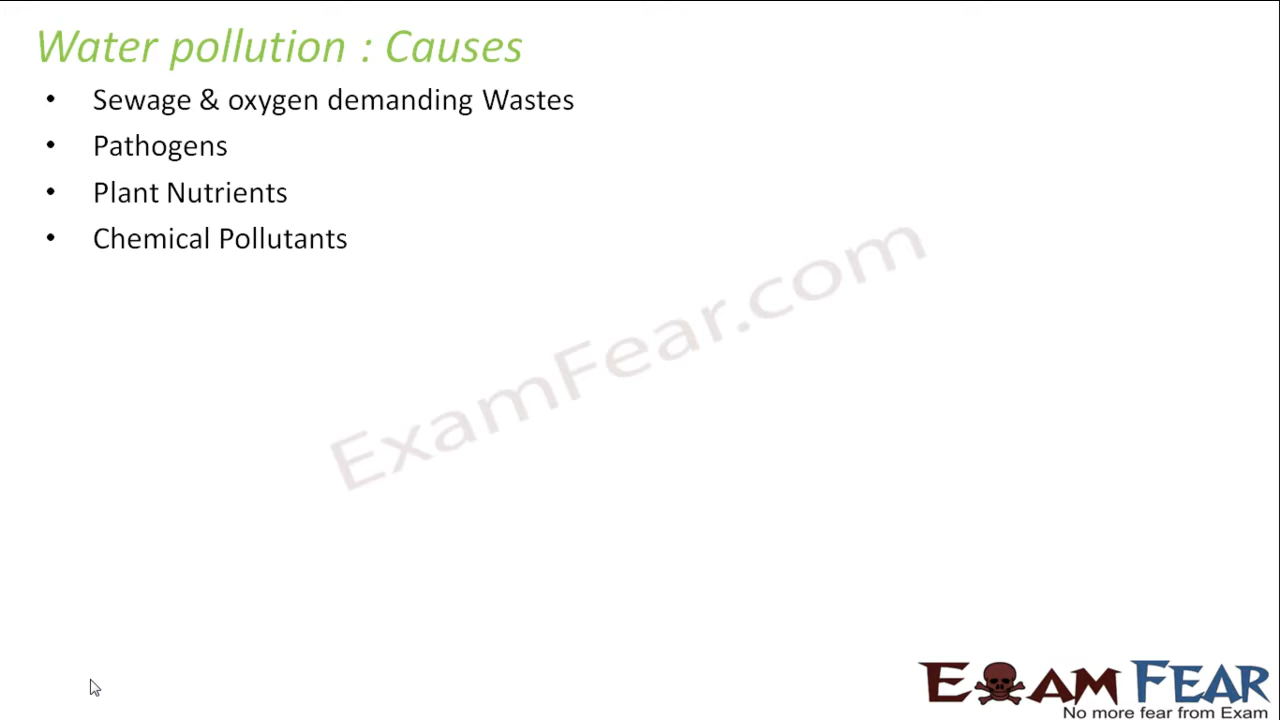 Water pollution : Causes
• Sewage & oxygen demanding Wastes
• Pathogens
• Plant Nutrients
• Chemical Pollutants
ExamFear.com
EXAM FEAR
No more fear from Exam